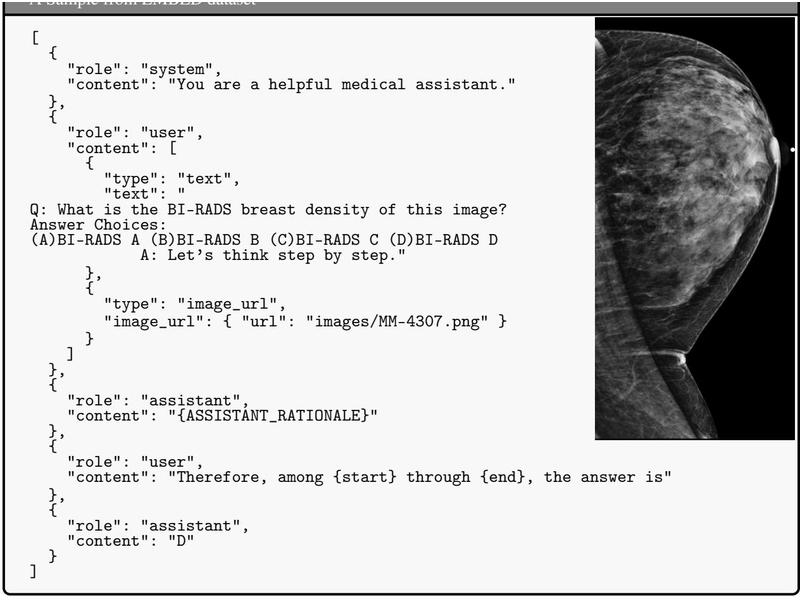 A Sample from EMBED dataset
[
  {
    "role": "system",
    "content": "You are a helpful medical assistant."
  },
  {
    "role": "user",
    "content": [
      {
        "type": "text",
        "text": "
Q: What is the BI-RADS breast density of this image?
Answer Choices:
(A)BI-RADS A (B)BI-RADS B (C)BI-RADS C (D)BI-RADS D
            A: Let's think step by step."
      },
      {
        "type": "image_url",
        "image_url": { "url": "images/MM-4307.png" }
      }
    ]
  },
  {
    "role": "assistant",
    "content": "{ASSISTANT_RATIONALE}"
  },
  {
    "role": "user",
    "content": "Therefore, among {start} through {end}, the answer is"
  },
  {
    "role": "assistant",
    "content": "D"
  }
]